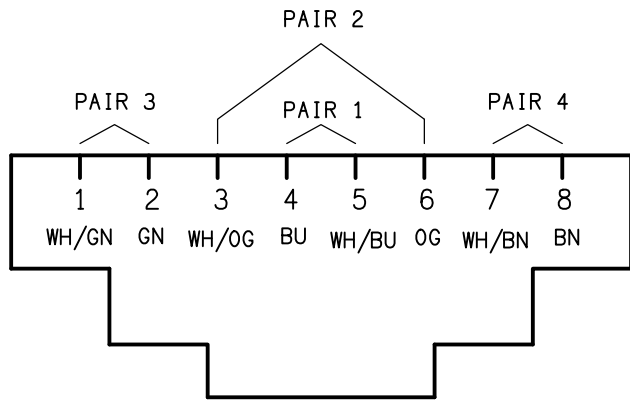 PAIR 2
PAIR 3 PAIR 1 PAIR 4
1 2 3 4 5 6 7 8
WH/GN GN WH/OG BU WH/BU OG WH/BN BN